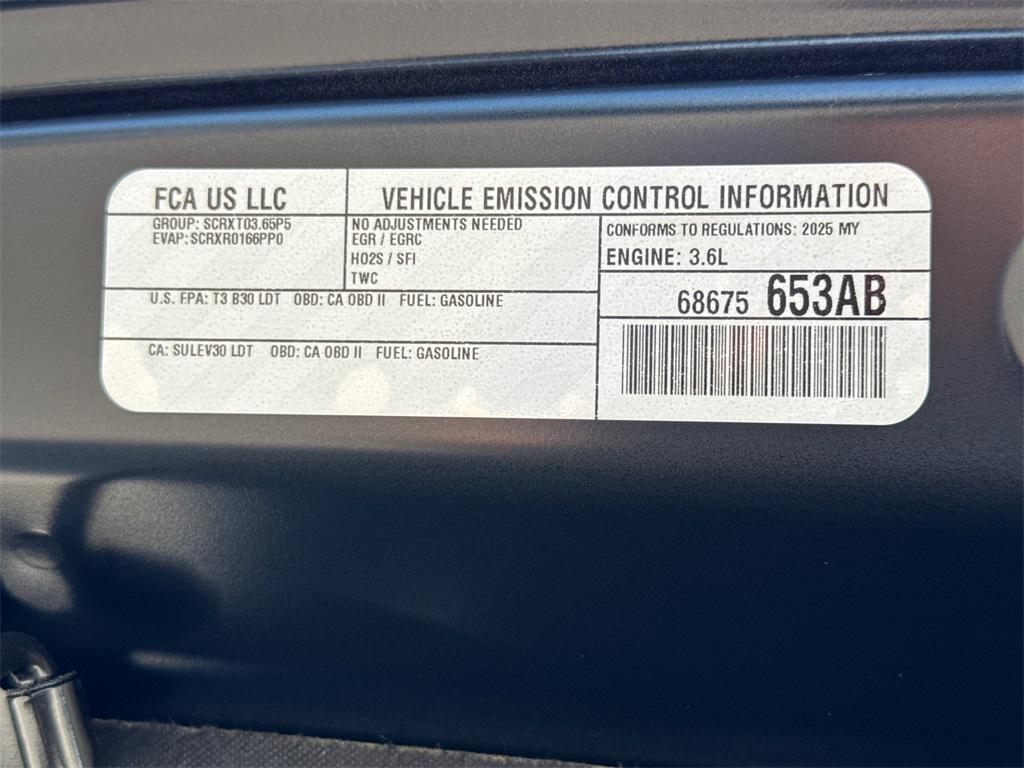 FCA US LLC
VEHICLE EMISSION CONTROL INFORMATION
GROUP: SCRXT03.65P5
EVAP: SCRXR0166PP0
NO ADJUSTMENTS NEEDED
EGR / EGRC
HO2S / SFI
TWC
CONFORMS TO REGULATIONS: 2025 MY
ENGINE: 3.6L
68675 653AB
U.S. EPA: T3 B30 LDT OBD: CA OBD II FUEL: GASOLINE
CA: SULEV30 LDT OBD: CA OBD II FUEL: GASOLINE